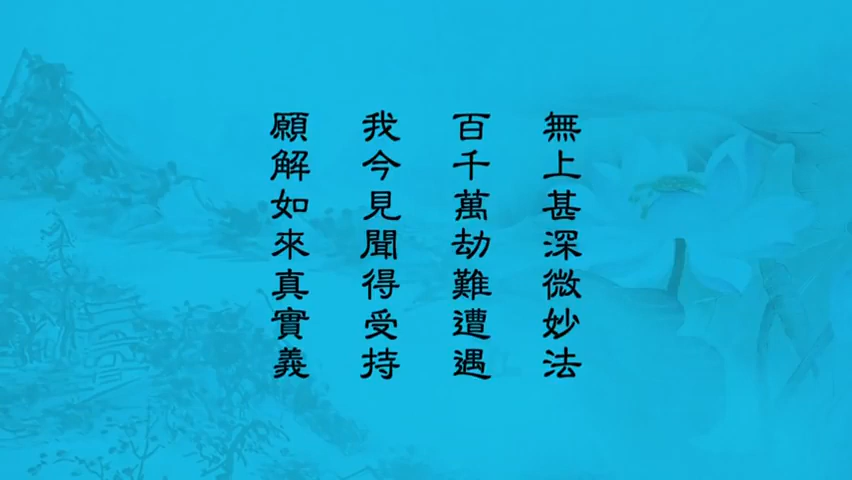 無上甚深微妙法
百千萬劫難遭遇
我今見聞得受持
願解如來真實義